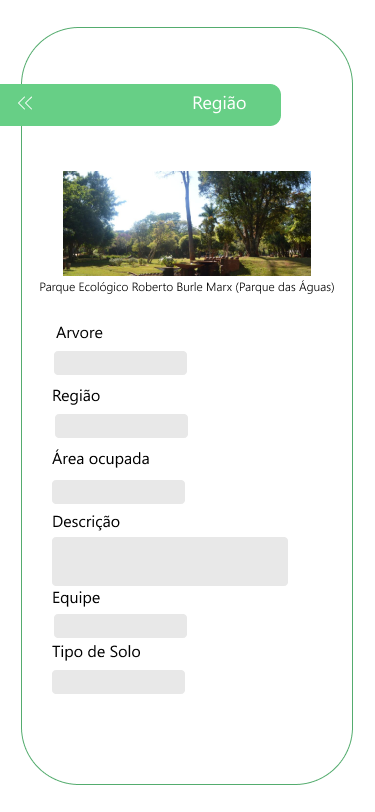 Região
Parque Ecológico Roberto Burle Marx (Parque das Águas)
Arvore
Região
Área ocupada
Descrição
Equipe
Tipo de Solo